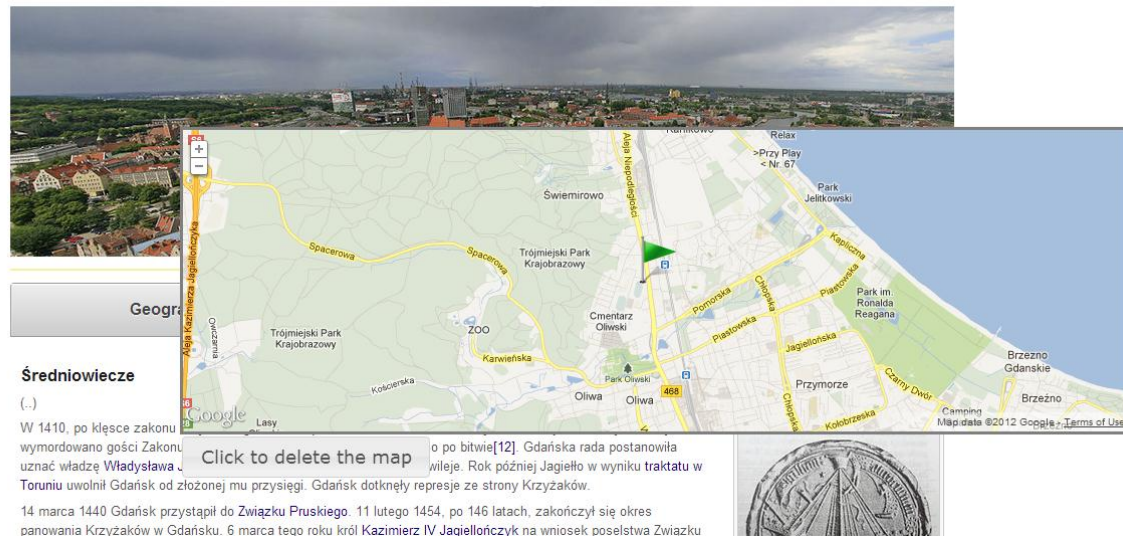 Kamikowo
Relax
>Przy Play
< Nr. 67
Park
Jelitkowski
Aleja Niepodległości
Świemirowo
Kapliczna
Spacerowa
Spacerowa
Trójmiejski Park
Krajobrazowy
Aleja Kazimierza Jagiellończyka
Pomorska
Chłopska
Piastowska
Park im.
Ronalda
Reagana
Geogra
Owczarnia
Trójmiejski Park
Krajobrazowy
ZOO
Cmentarz
Oliwski
Piastowska
Jagiellońska
Karwieńska
Park Oliwski
Brzezno
Gdanskie
Kościerska
Oliwa
Oliwa
468
Przymorze
Czarny Dwór
Brzeźno
Kołobrzeska
Camping
Google
Lasy
Map data ©2012 Google - Terms of Use
Click to delete the map
Średniowiecze
(..)
W 1410, po klęsce zakonu
wymordowano gości Zakonu o po bitwie[12]. Gdańska rada postanowiła
uznać władzę Władysława J wileje. Rok później Jagiełło w wyniku traktatu w
Toruniu uwolnił Gdańsk od złożonej mu przysięgi. Gdańsk dotknęły represje ze strony Krzyżaków.
14 marca 1440 Gdańsk przystąpił do Związku Pruskiego. 11 lutego 1454, po 146 latach, zakończył się okres
panowania Krzyżaków w Gdańsku. 6 marca tego roku król Kazimierz IV Jagiellończyk na wniosek poselstwa Związku